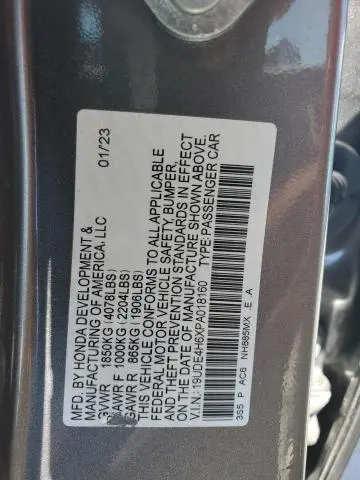 MFD. BY HONDA DEVELOPMENT &
MANUFACTURING OF AMERICA, LLC 01/23
GVWR 1850KG (4078LBS)
GAWR F 1000KG (2204LBS)
GAWR R 865KG (1906LBS)
THIS VEHICLE CONFORMS TO ALL APPLICABLE
FEDERAL MOTOR VEHICLE SAFETY, BUMPER,
AND THEFT PREVENTION STANDARDS IN EFFECT
ON THE DATE OF MANUFACTURE SHOWN ABOVE.
V.I.N.: 19UDE4H6XPA018160 TYPE: PASSENGER CAR
3S5 P AC6 NH885MX E A